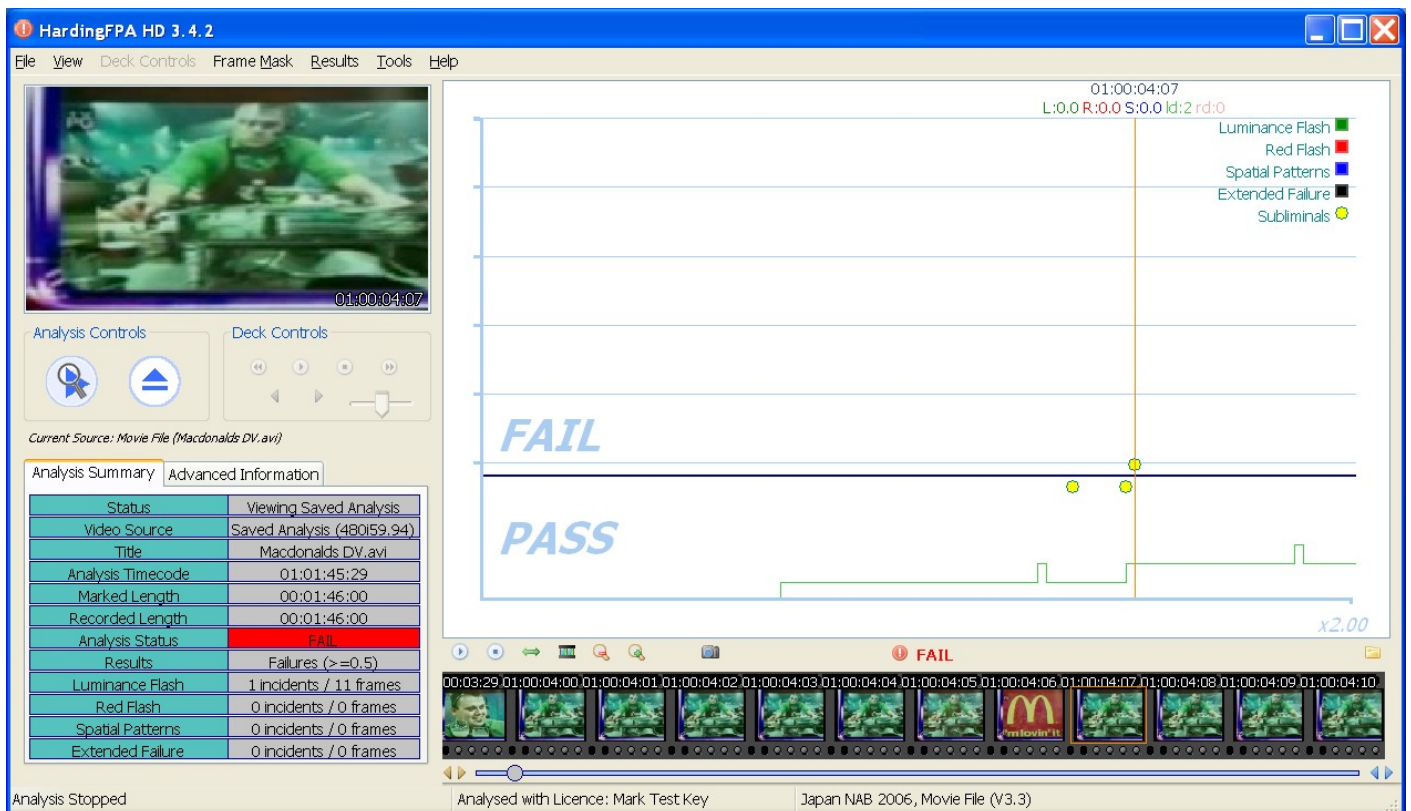 HardingFPA HD 3.4.2
File View Deck Controls Frame Mask Results Tools Help
01:00:04:07
Analysis Controls
Deck Controls
Current Source: Movie File (Macdonalds DV.avi)
Analysis Summary Advanced Information
Status Viewing Saved Analysis
Video Source Saved Analysis (480i59.94)
Title Macdonalds DV.avi
Analysis Timecode 01:01:45:29
Marked Length 00:01:46:00
Recorded Length 00:01:46:00
Analysis Status FAIL
Results Failures (>=0.5)
Luminance Flash 1 incidents / 11 frames
Red Flash 0 incidents / 0 frames
Spatial Patterns 0 incidents / 0 frames
Extended Failure 0 incidents / 0 frames
01:00:04:07
L:0.0 R:0.0 S:0.0 ld:2 rd:0
Luminance Flash
Red Flash
Spatial Patterns
Extended Failure
Subliminals
FAIL
PASS
x2.00
FAIL
00:03:29 01:00:04:00 01:00:04:01 01:00:04:02 01:00:04:03 01:00:04:04 01:00:04:05 01:00:04:06 01:00:04:07 01:00:04:08 01:00:04:09 01:00:04:10
i'm lovin' it
Analysis Stopped
Analysed with Licence: Mark Test Key
Japan NAB 2006, Movie File (V3.3)